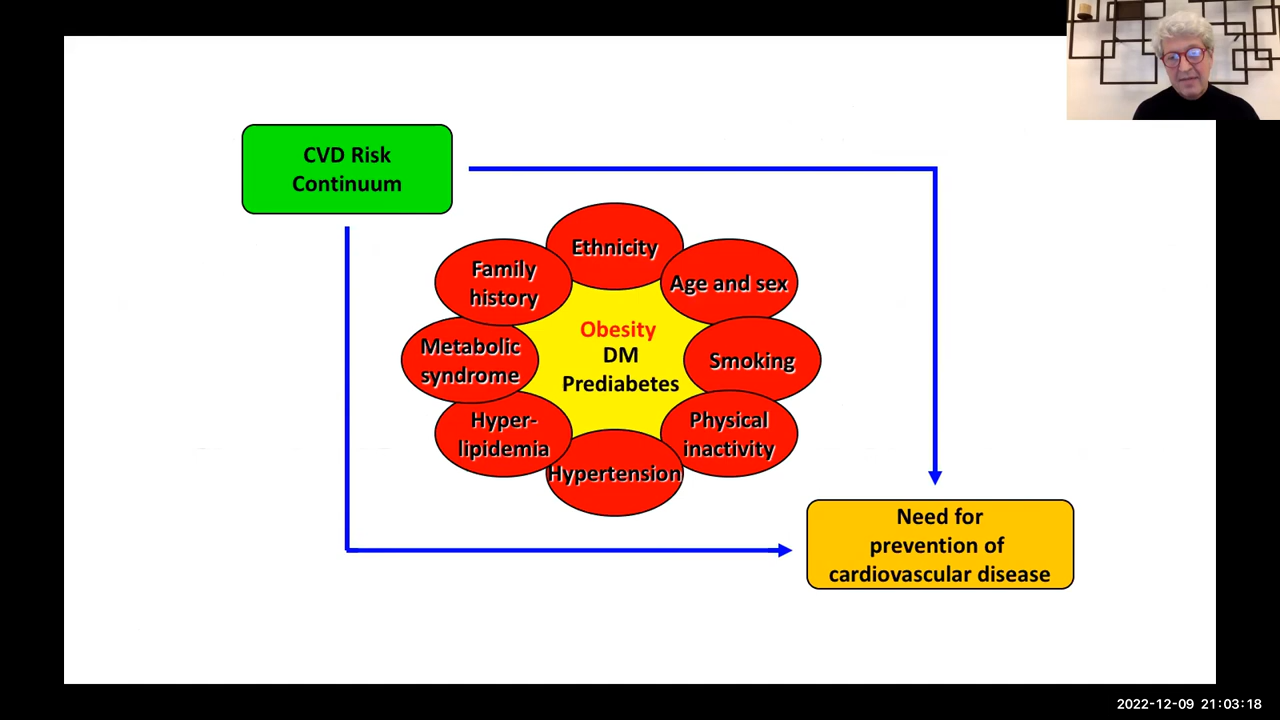 CVD Risk
Continuum
Ethnicity
Family
history
Age and sex
Obesity
DM
Prediabetes
Metabolic
syndrome
Smoking
Hyper-
lipidemia
Physical
inactivity
Hypertension
Need for
prevention of
cardiovascular disease
2022-12-09 21:03:18